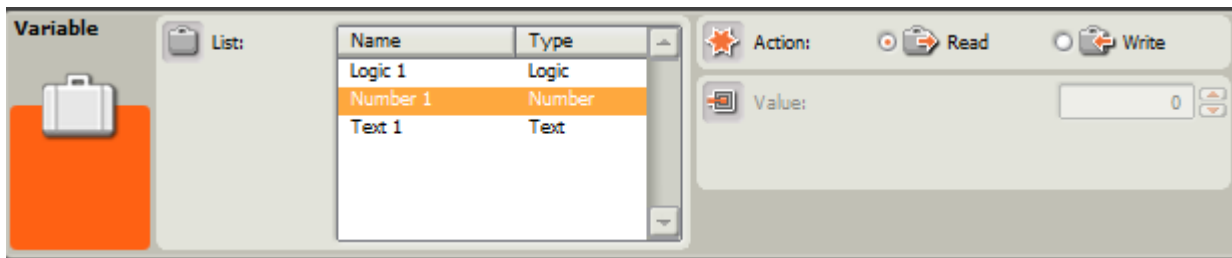 Variable
List:
Name Type
Logic 1 Logic
Number 1 Number
Text 1 Text
Action: Read Write
Value: 0